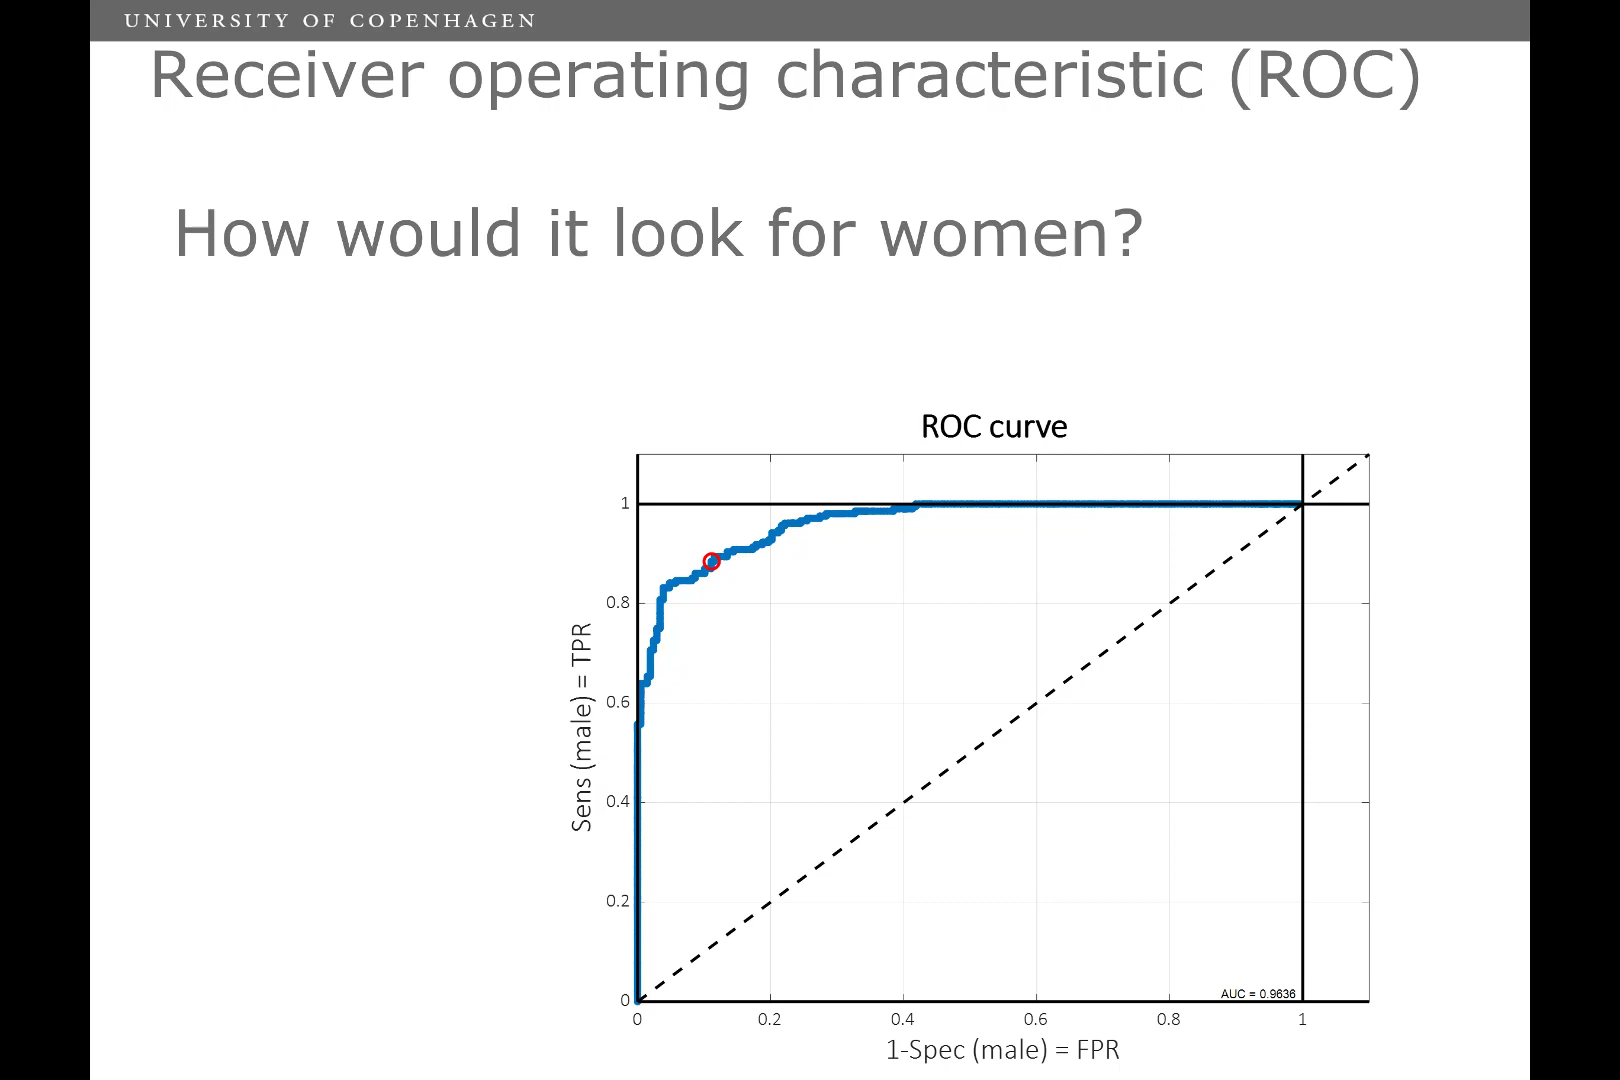 UNIVERSITY OF COPENHAGEN
Receiver operating characteristic (ROC)
How would it look for women?
ROC curve
1
0.8
0.6
0.4
0.2
0
Sens (male) = TPR
AUC = 0.9636
0 0.2 0.4 0.6 0.8 1
1-Spec (male) = FPR